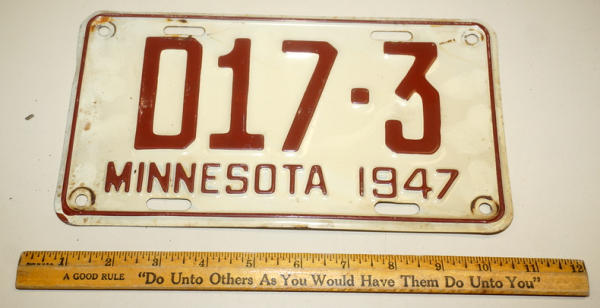 D17·3
MINNESOTA 1947
1 2 3 4 5 6 7 8 9 10 11 12
A GOOD RULE "Do Unto Others As You Would Have Them Do Unto You"